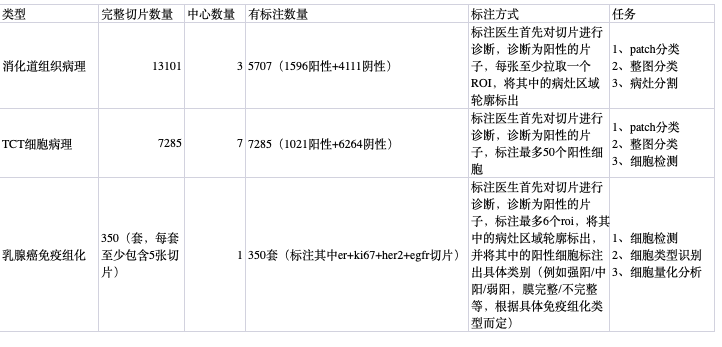 类型 完整切片数量 中心数量 有标注数量 标注方式 任务
消化道组织病理 13101 3 5707（1596阳性+4111阴性）
标注医生首先对切片进行
诊断，诊断为阳性的片
子，每张至少拉取一个
ROI，将其中的病灶区域
轮廓标出
1、patch分类
2、整图分类
3、病灶分割
TCT细胞病理 7285 7 7285（1021阳性+6264阴性）
标注医生首先对切片进行
诊断，诊断为阳性的片
子，标注最多50个阳性细
胞
1、patch分类
2、整图分类
3、细胞检测
乳腺癌免疫组化
350（套，每套
至少包含5张切
片）
1 350套（标注其中er+ki67+her2+egfr切片）
标注医生首先对切片进行
诊断，诊断为阳性的片
子，标注最多6个roi，将其
中的病灶区域轮廓标出，
并将其中的阳性细胞标注
出具体类别（例如强阳/中
阳/弱阳，膜完整/不完整
等，根据具体免疫组化类
型而定）
1、细胞检测
2、细胞类型识别
3、细胞量化分析